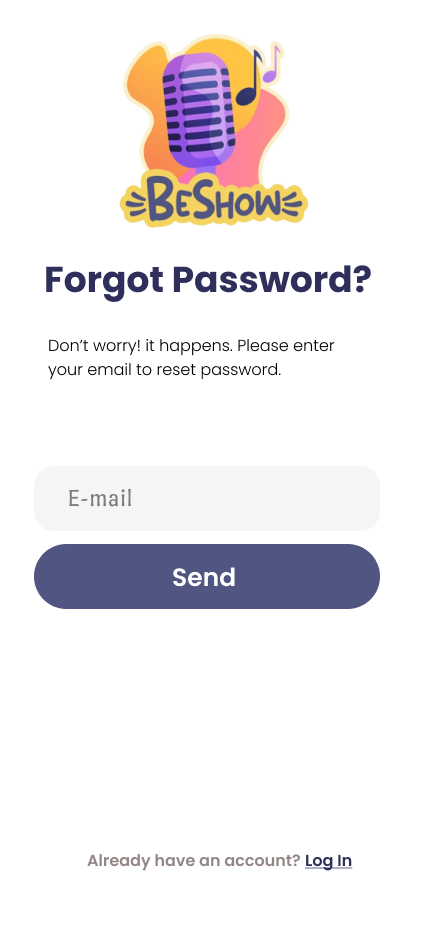 BESHOW
Forgot Password?
Don’t worry! it happens. Please enter
your email to reset password.
E-mail
Send
Already have an account? Log In